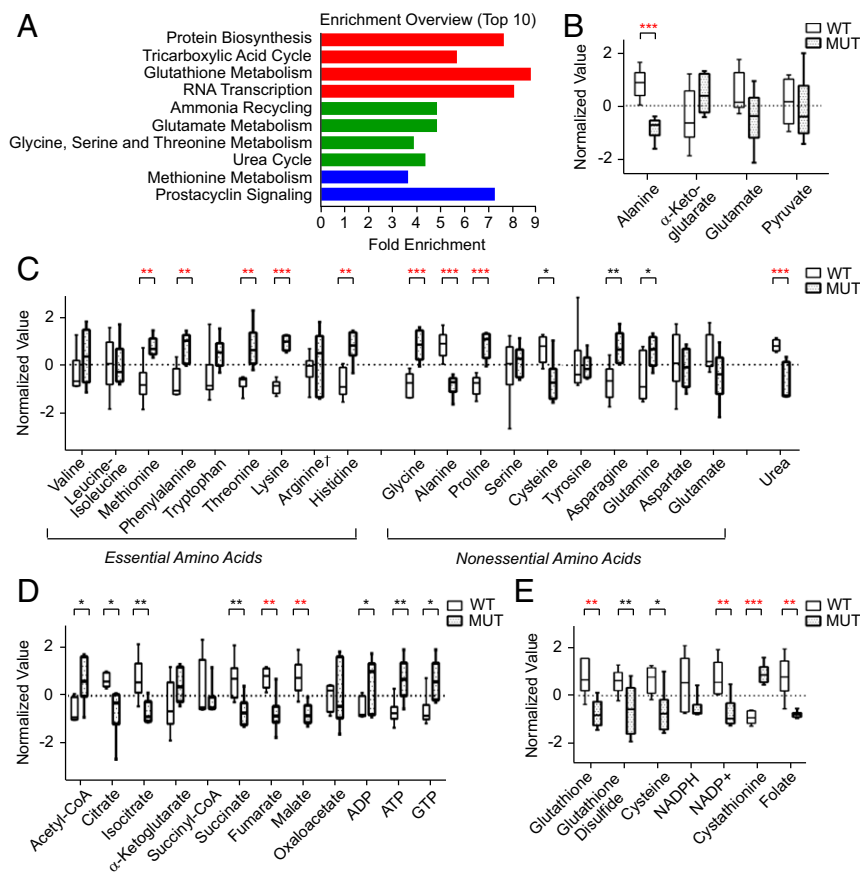 A
Enrichment Overview (Top 10)
Protein Biosynthesis
Tricarboxylic Acid Cycle
Glutathione Metabolism
RNA Transcription
Ammonia Recycling
Glutamate Metabolism
Glycine, Serine and Threonine Metabolism
Urea Cycle
Methionine Metabolism
Prostacyclin Signaling
0 1 2 3 4 5 6 7 8 9
Fold Enrichment
B
WT
MUT
***
Normalized Value
2
0
-2
Alanine
α-Keto-
glutarate
Glutamate
Pyruvate
C
** ** ** *** ** *** *** *** * ** * ***
WT
MUT
Normalized Value
2
0
-2
Valine
Leucine-
Isoleucine
Methionine
Phenylalanine
Tryptophan
Threonine
Lysine
Arginine†
Histidine
Glycine
Alanine
Proline
Serine
Cysteine
Tyrosine
Asparagine
Glutamine
Aspartate
Glutamate
Urea
Essential Amino Acids
Nonessential Amino Acids
D
* * ** ** ** ** * ** *
WT
MUT
Normalized Value
2
0
-2
Acetyl-CoA
Citrate
Isocitrate
α-Ketoglutarate
Succinyl-CoA
Succinate
Fumarate
Malate
Oxaloacetate
ADP
ATP
GTP
E
** ** * ** *** **
WT
MUT
Normalized Value
2
0
-2
Glutathione
Glutathione
Disulfide
Cysteine
NADPH
NADP+
Cystathionine
Folate